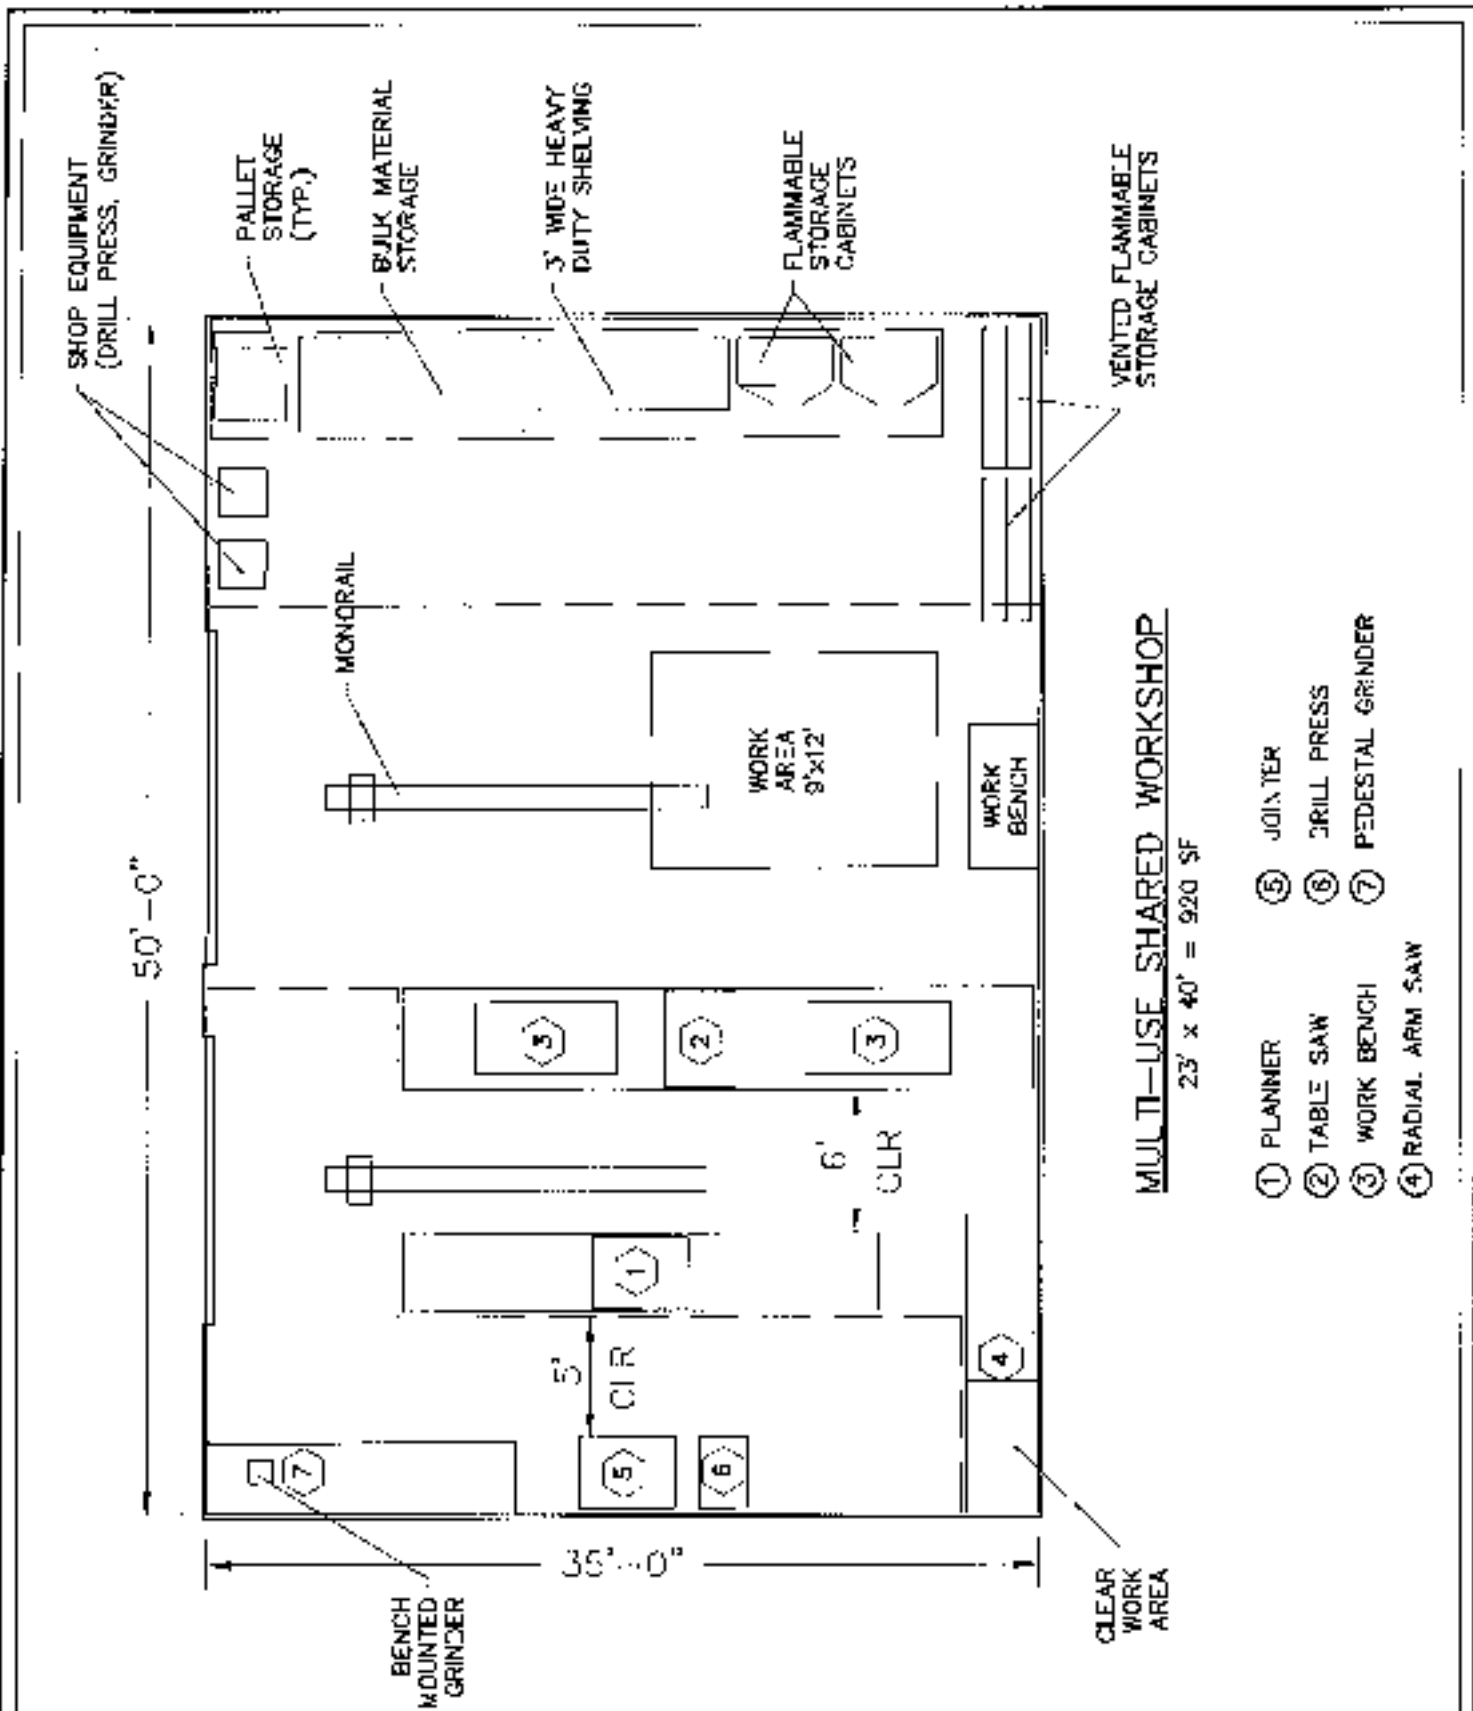 SHOP EQUIPMENT
(DRILL PRESS, GRINDER)
PALLET
STORAGE
(TYP.)
BULK MATERIAL
STORAGE
3' WIDE HEAVY
DUTY SHELVING
FLAMMABLE
STORAGE
CABINETS
VENTED FLAMMABLE
STORAGE CABINETS
50'-0"
MONORAIL
WORK
AREA
9'x12'
WORK
BENCH
3
2
3
6'
CLR
1
5'
CLR
4
7
5
6
35'-0"
BENCH
MOUNTED
GRINDER
CLEAR
WORK
AREA
MULTI-USE SHARED WORKSHOP
23' x 40' = 920 SF
1 PLANNER
2 TABLE SAW
3 WORK BENCH
4 RADIAL ARM SAW
5 JOINTER
6 DRILL PRESS
7 PEDESTAL GRINDER